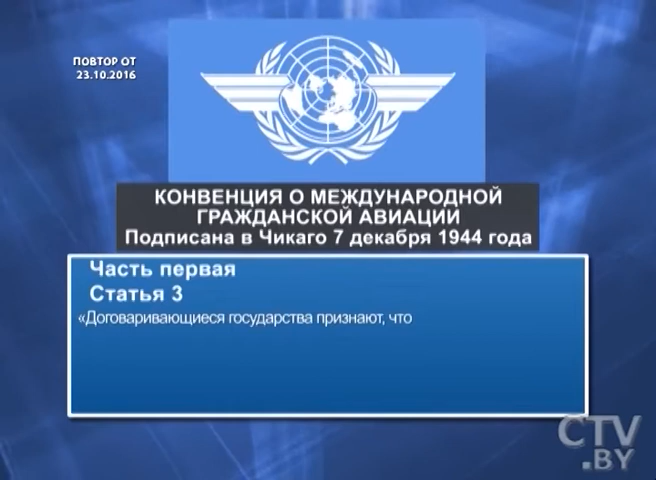 ПОВТОР ОТ
23.10.2016
КОНВЕНЦИЯ О МЕЖДУНАРОДНОЙ
ГРАЖДАНСКОЙ АВИАЦИИ
Подписана в Чикаго 7 декабря 1944 года
Часть первая
Статья 3
«Договаривающиеся государства признают, что
CTV
.BY